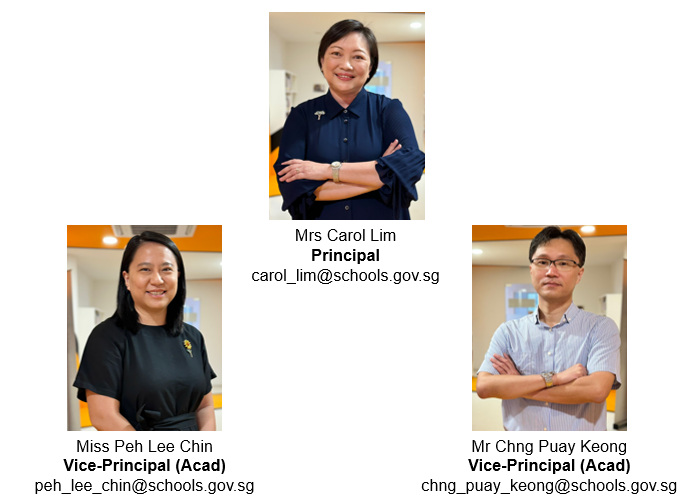 Mrs Carol Lim
Principal
carol_lim@schools.gov.sg
Miss Peh Lee Chin
Vice-Principal (Acad)
peh_lee_chin@schools.gov.sg
Mr Chng Puay Keong
Vice-Principal (Acad)
chng_puay_keong@schools.gov.sg